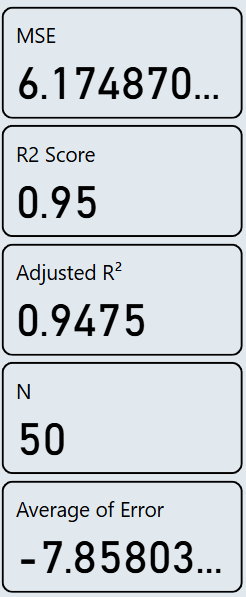 MSE
6.174870...
R2 Score
0.95
Adjusted R²
0.9475
N
50
Average of Error
-7.85803...